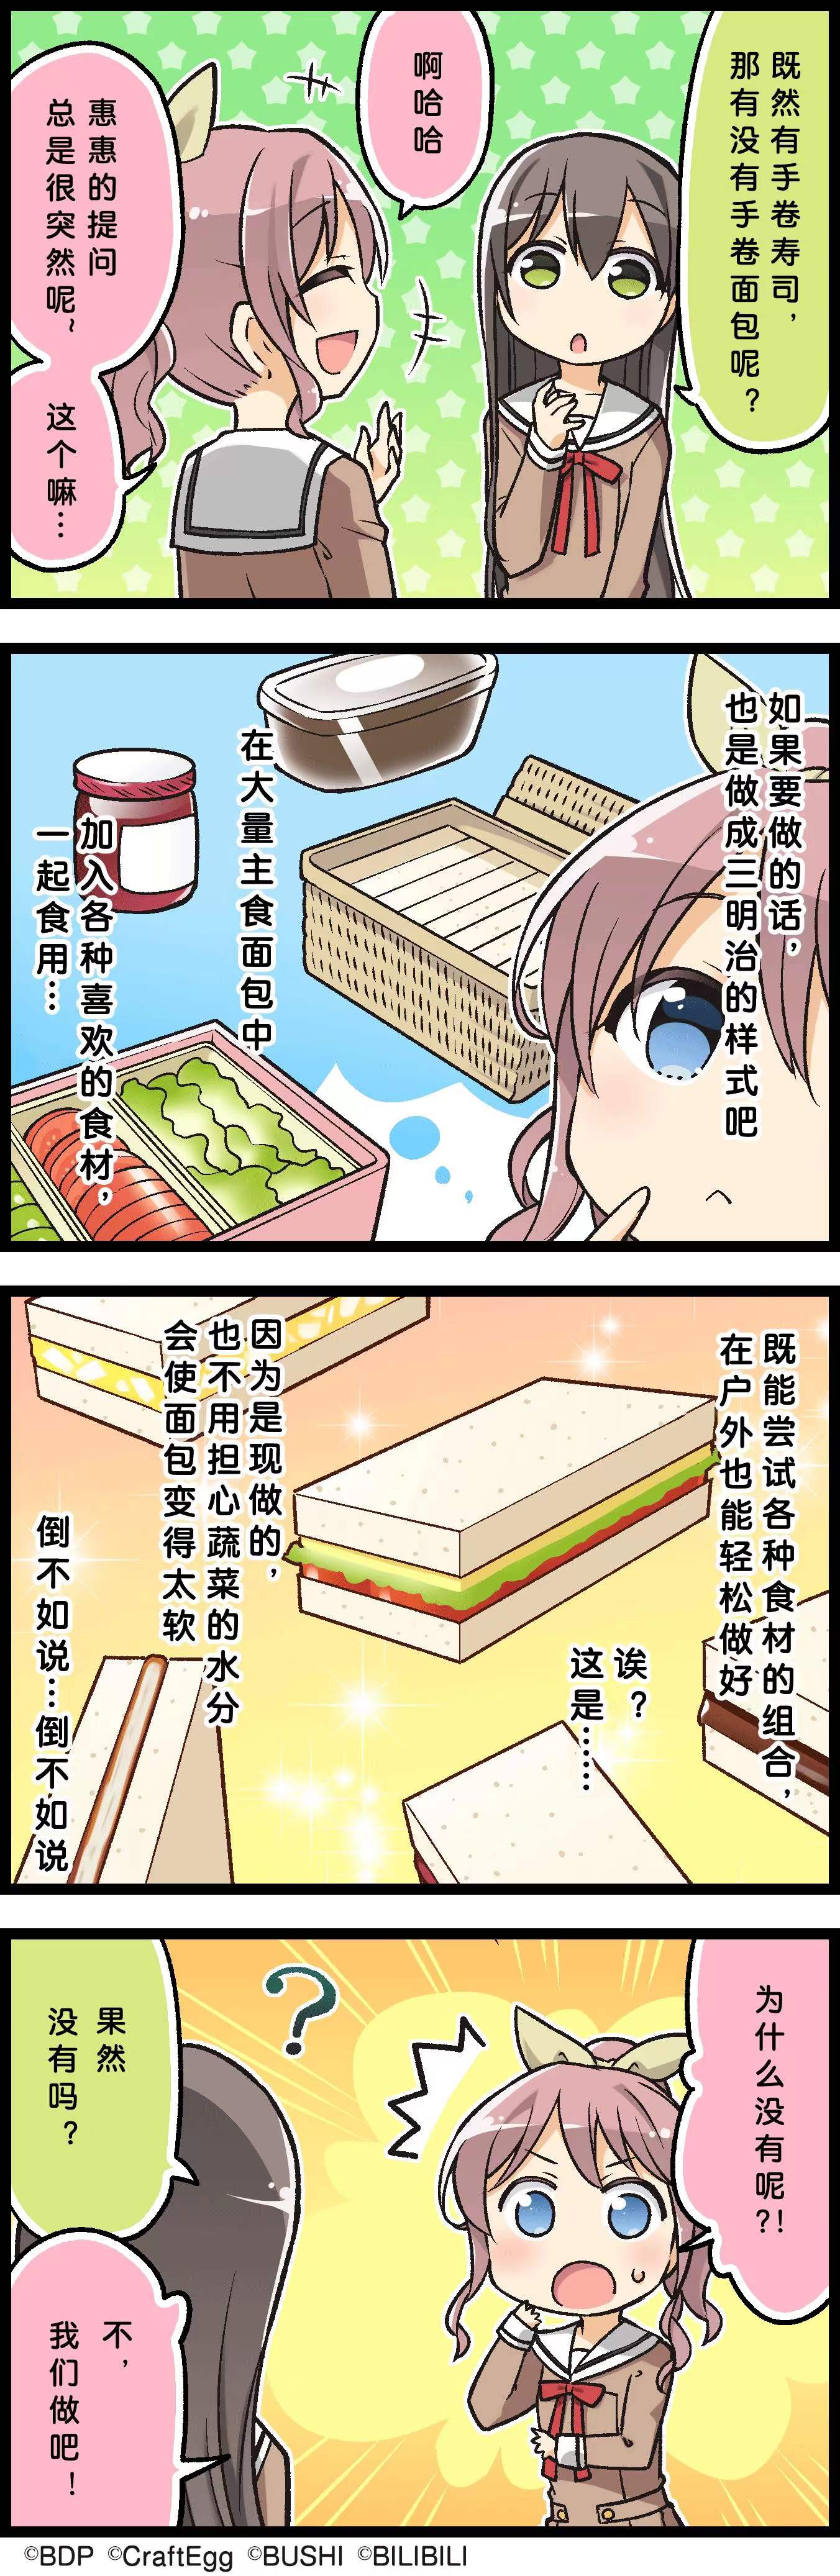 既然有手卷寿司，
那有没有手卷面包呢？
啊哈哈
惠惠的提问
总是很突然呢~
这个嘛…
如果要做的话，
也是做成三明治的样式吧
在大量主食面包中
加入各种喜欢的食材，
一起食用…
既能尝试各种食材的组合，
在户外也能轻松做好
诶？
这是……
因为是现做的，
也不用担心蔬菜的水分
会使面包变得太软
倒不如说…倒不如说
为什么没有呢?!
？
果然
没有吗？
不，
我们做吧！
©BDP ©CraftEgg ©BUSHI ©BILIBILI